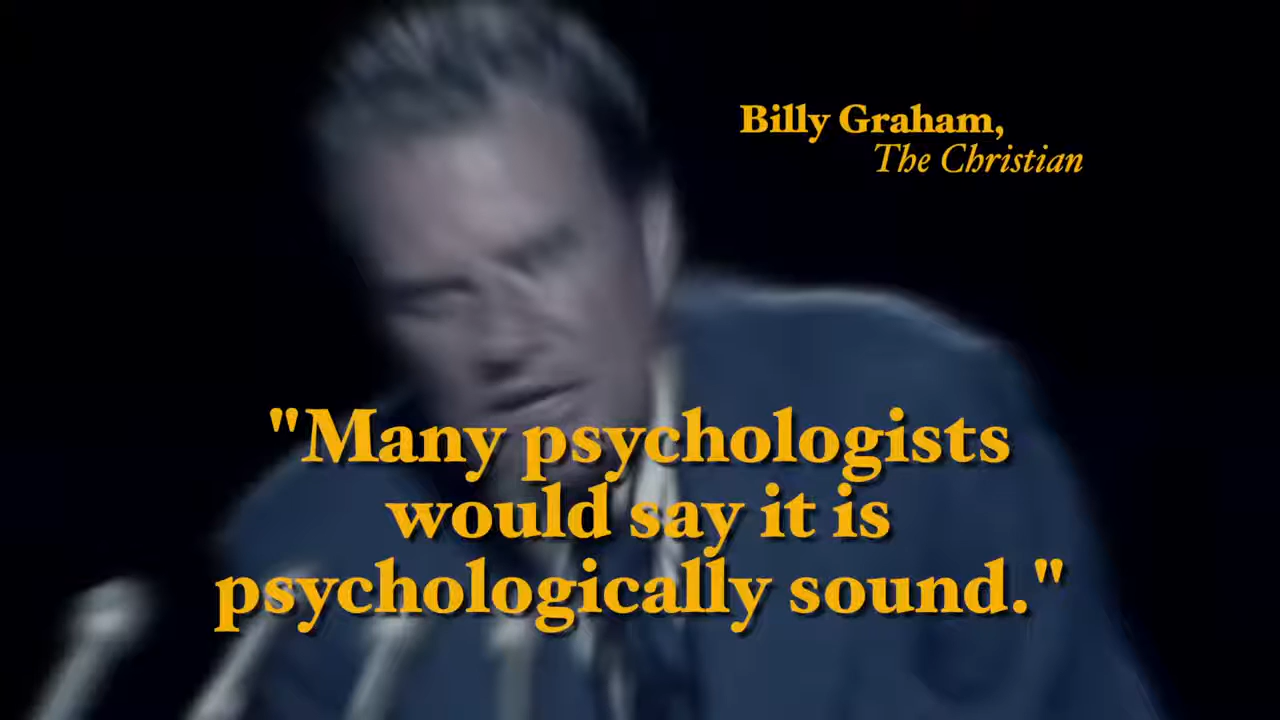 Billy Graham,
The Christian
"Many psychologists
would say it is
psychologically sound."